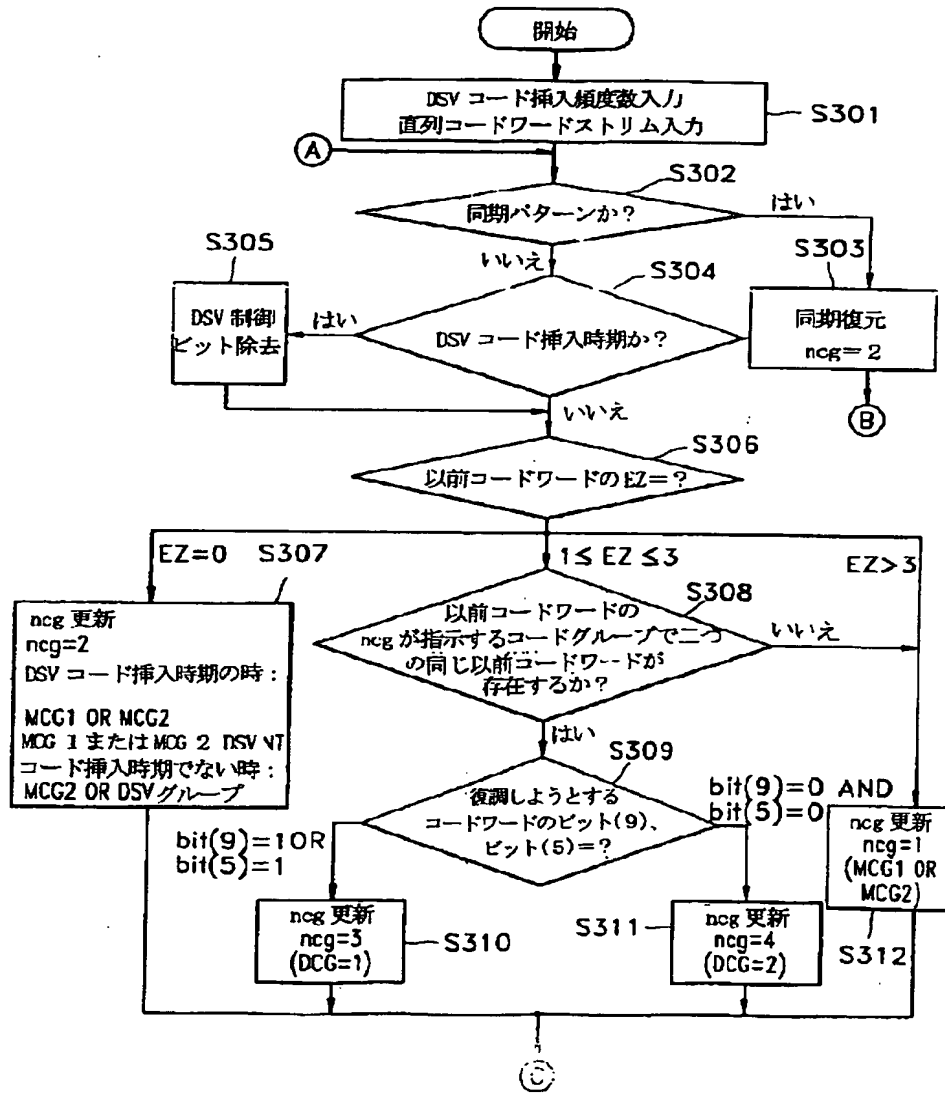 開始
DSV コード挿入頻度数入力
直列コードワードストリム入力
S301
A
S302
同期パターンか？
はい
いいえ
S303
同期復元
ncg＝2
B
S304
DSV コード挿入時期か？
はい
S305
DSV 制御
ビット除去
いいえ
S306
以前コードワードの EZ＝？
EZ=0
1≤ EZ ≤3
EZ>3
S307
ncg 更新
ncg=2
DSV コード挿入時期の時：
MCG1 OR MCG2
MCG 1 または MCG 2 DSV NT
コード挿入時期でない時：
MCG2 OR DSVグループ
S308
以前コードワードの
ncg が指示するコードグループで二つ
の同じ以前コードワードが
存在するか？
いいえ
はい
S309
復調しようとする
コードワードのビット(9)、
ビット(5)＝？
bit(9)=1OR
bit(5)=1
bit(9)=0 AND
bit(5)=0
ncg 更新
ncg=3
(DCG=1)
S310
S311
ncg 更新
ncg=4
(DCG=2)
ncg 更新
ncg=1
(MCG1 OR
MCG2)
S312
C